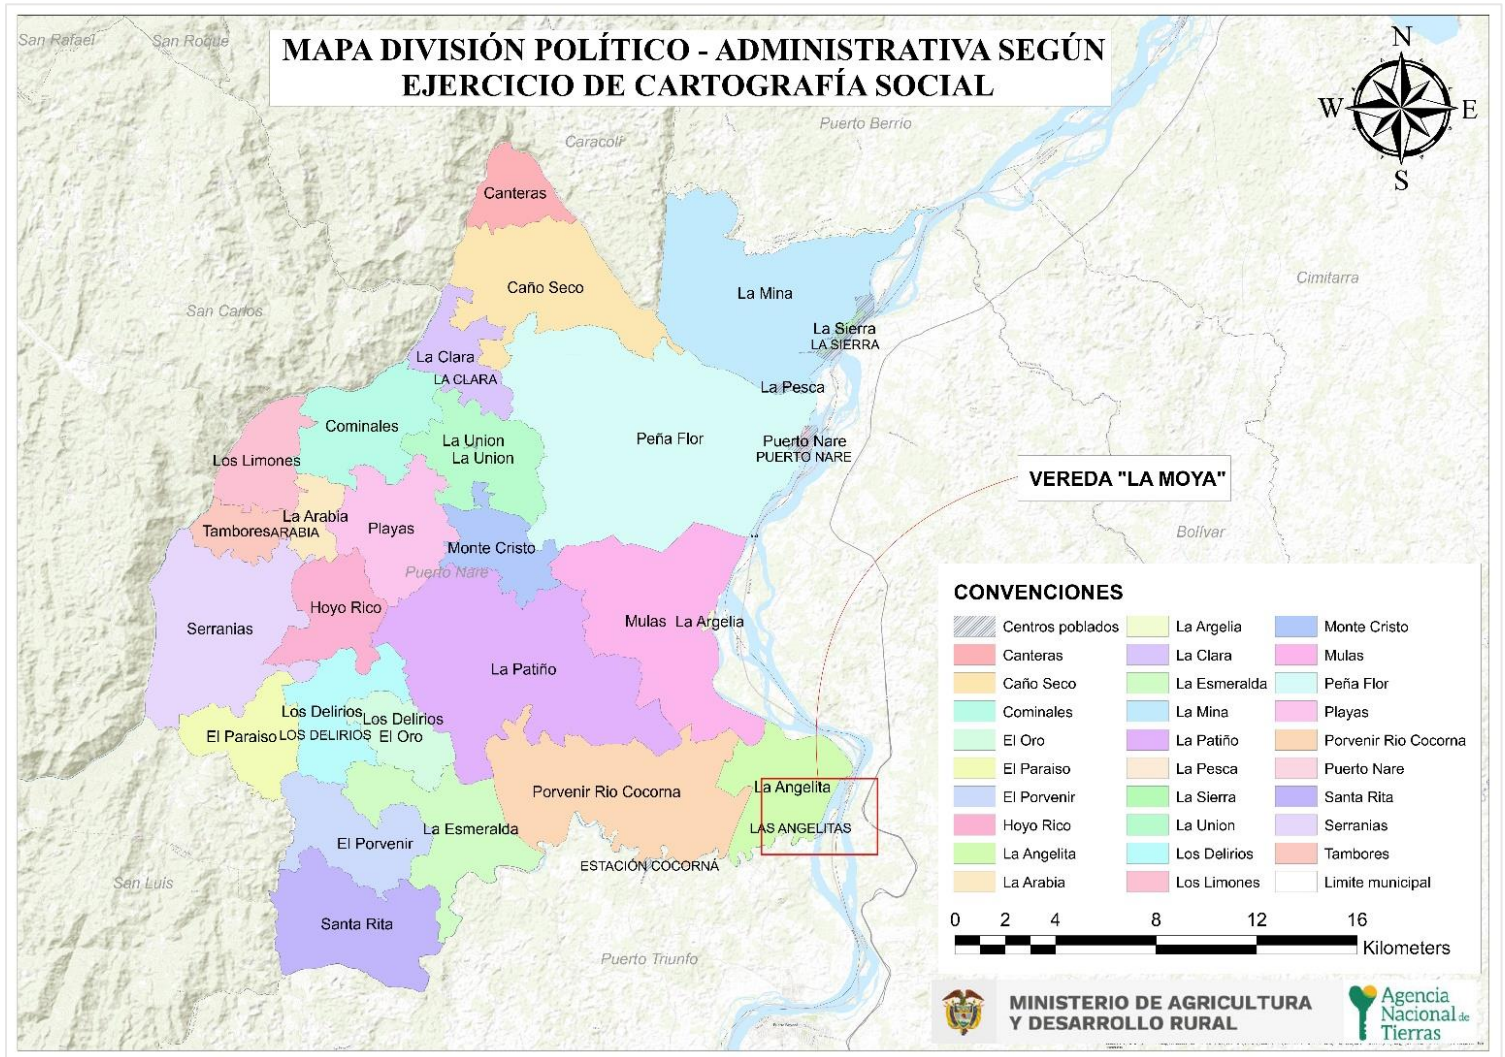 MAPA DIVISIÓN POLÍTICO - ADMINISTRATIVA SEGÚN
EJERCICIO DE CARTOGRAFÍA SOCIAL
San Rafael
San Roque
Caracolí
Puerto Berrio
N
W
E
S
Canteras
Caño Seco
La Mina
Cimitarra
San Carlos
La Sierra
LA SIERRA
La Clara
LA CLARA
La Pesca
Cominales
La Union
La Union
Peña Flor
Puerto Nare
PUERTO NARE
Los Limones
VEREDA "LA MOYA"
La Arabia
Tambores
ARABIA
Playas
Monte Cristo
Bolívar
Puerto Nare
Hoyo Rico
Serranias
Mulas
La Argelia
La Patiño
Los Delirios
Los Delirios
El Paraiso
LOS DELIRIOS
El Oro
Porvenir Rio Cocorna
La Angelita
La Esmeralda
LAS ANGELITAS
El Porvenir
ESTACIÓN COCORNÁ
San Luis
Santa Rita
Puerto Triunfo
CONVENCIONES
Centros poblados
Canteras
Caño Seco
Cominales
El Oro
El Paraiso
El Porvenir
Hoyo Rico
La Angelita
La Arabia
La Argelia
La Clara
La Esmeralda
La Mina
La Patiño
La Pesca
La Sierra
La Union
Los Delirios
Los Limones
Monte Cristo
Mulas
Peña Flor
Playas
Porvenir Rio Cocorna
Puerto Nare
Santa Rita
Serranias
Tambores
Limite municipal
0 2 4 8 12 16
Kilometers
MINISTERIO DE AGRICULTURA
Y DESARROLLO RURAL
Agencia
Nacional de
Tierras